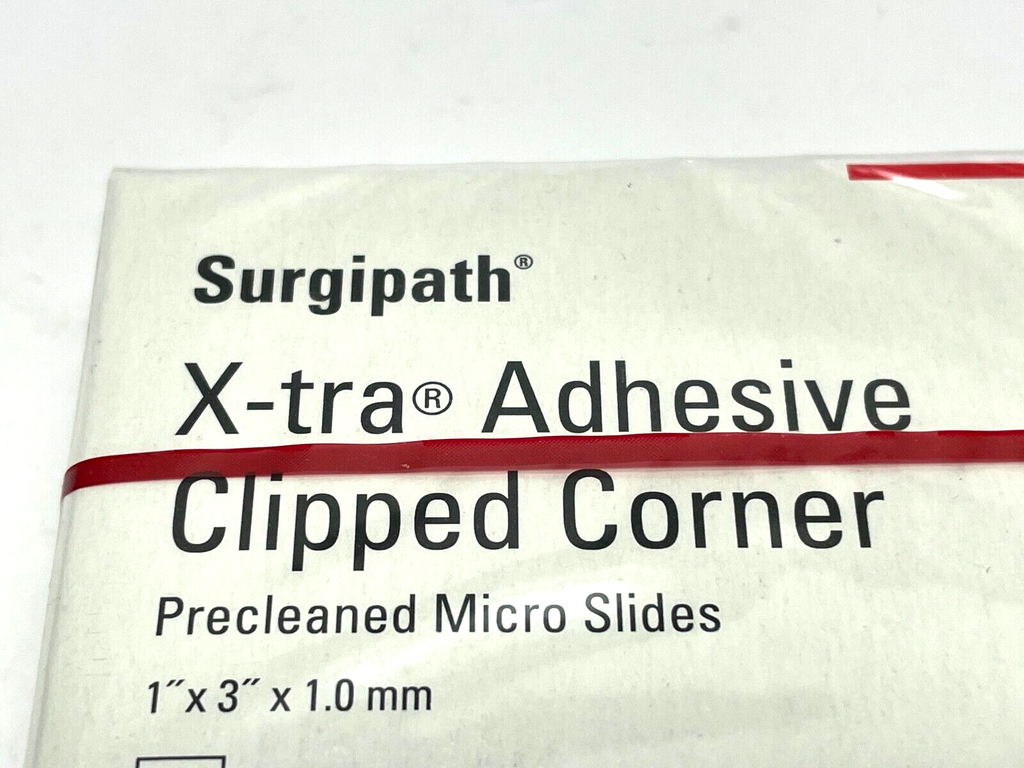 Surgipath®
X-tra® Adhesive
Clipped Corner
Precleaned Micro Slides
1″ x 3″ x 1.0 mm